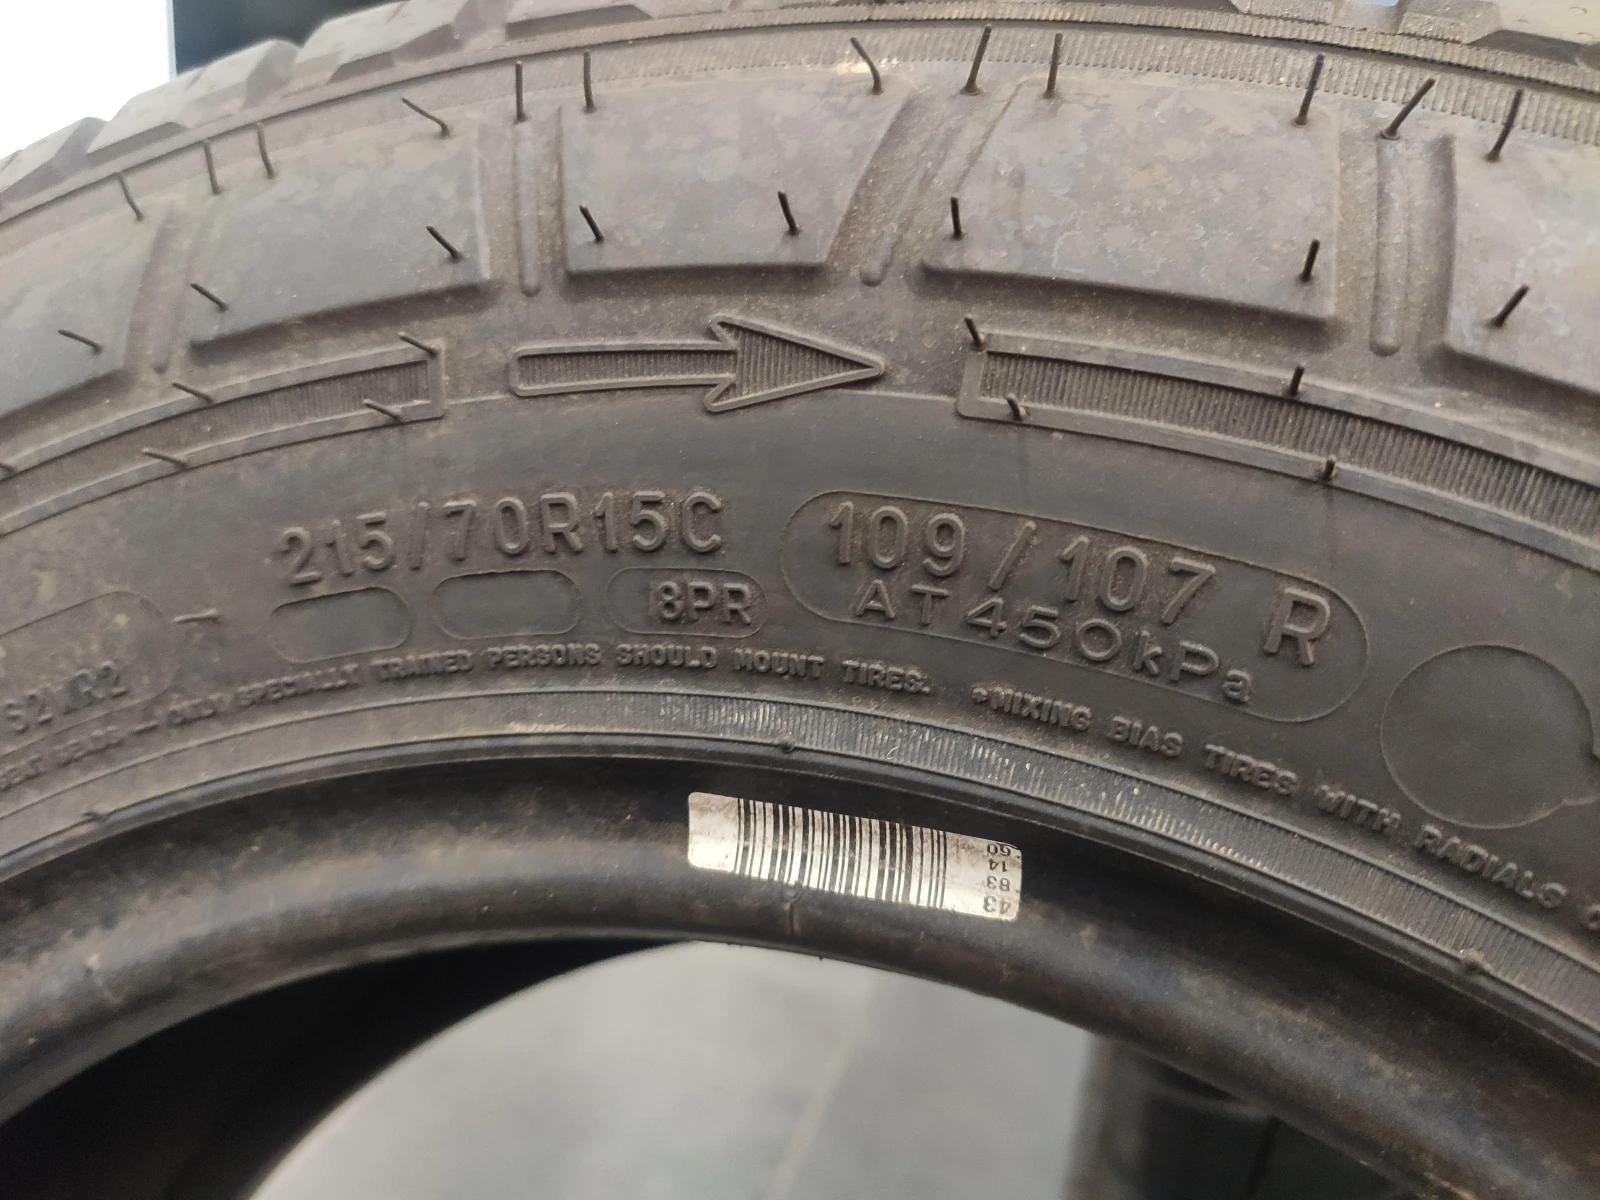 215/70R15C
109/107 R
8PR
AT450kPa
ONLY SPECIALLY TRAINED PERSONS SHOULD MOUNT TIRES. •MIXING BIAS TIRES WITH RADIALS
60
14
83
43